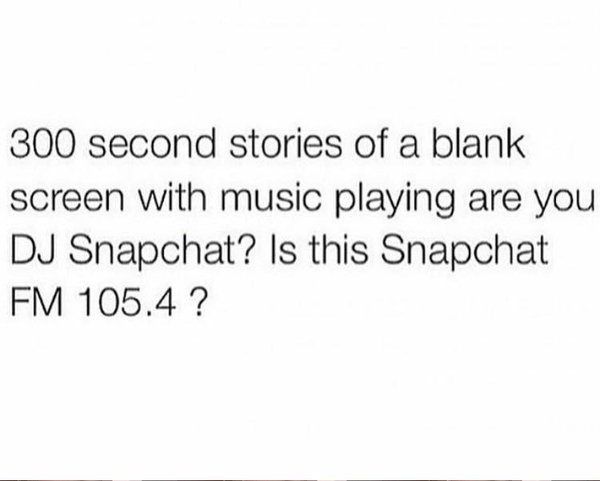 300 second stories of a blank
screen with music playing are you
DJ Snapchat? Is this Snapchat
FM 105.4 ?